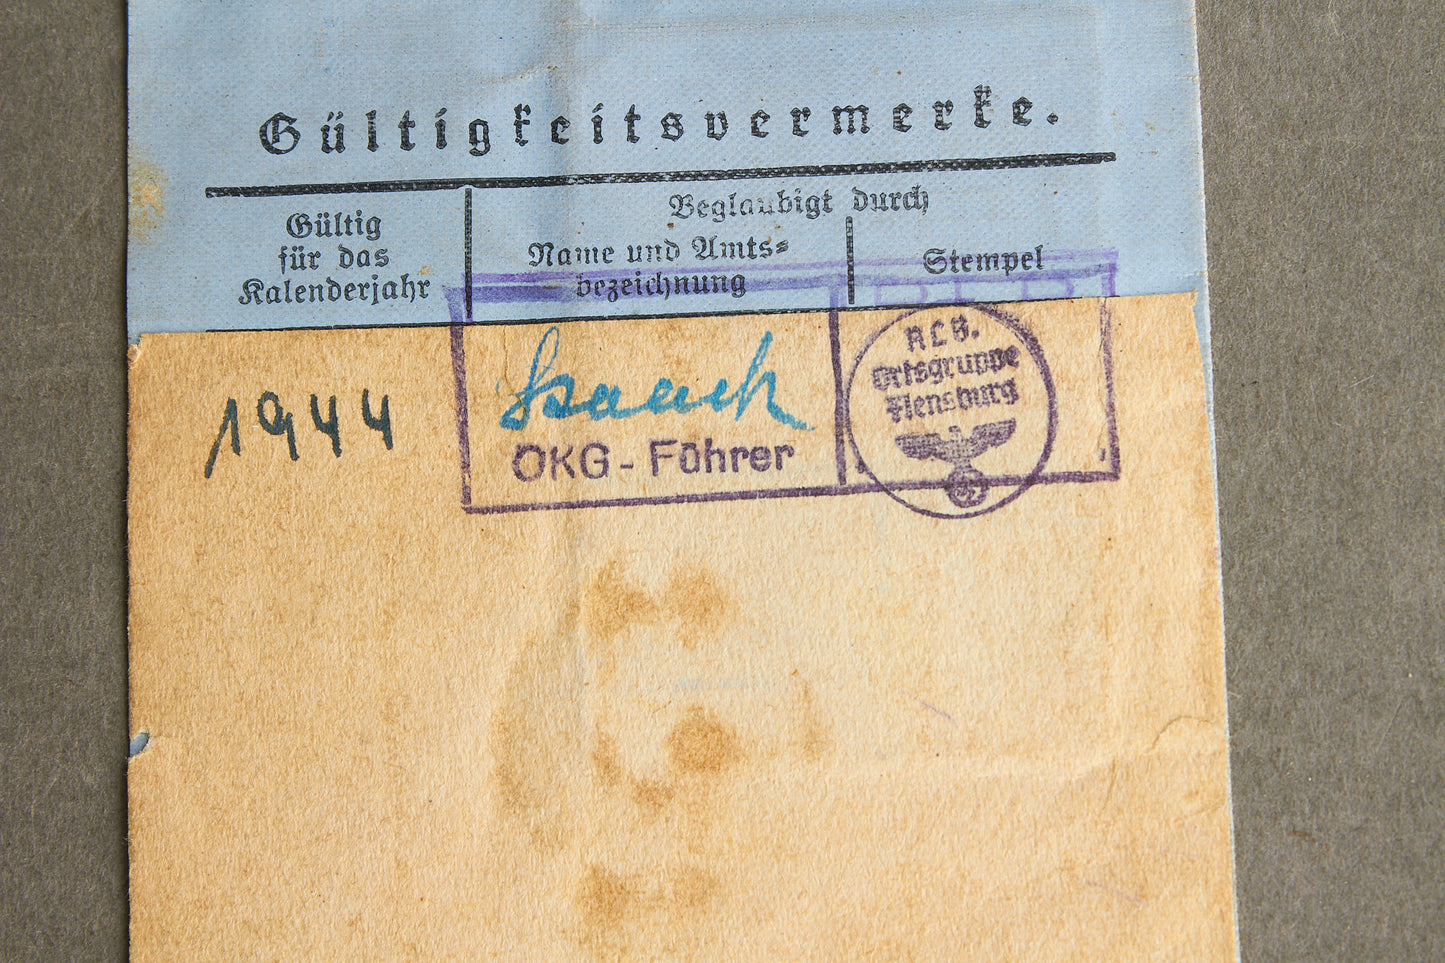 Gültigkeitsvermerke.
Gültig
für das
Kalenderjahr
Beglaubigt durch
Name und Amts=
bezeichnung
Stempel
1944
OKG - Führer
RLB.
Ortsgruppe
Flensburg